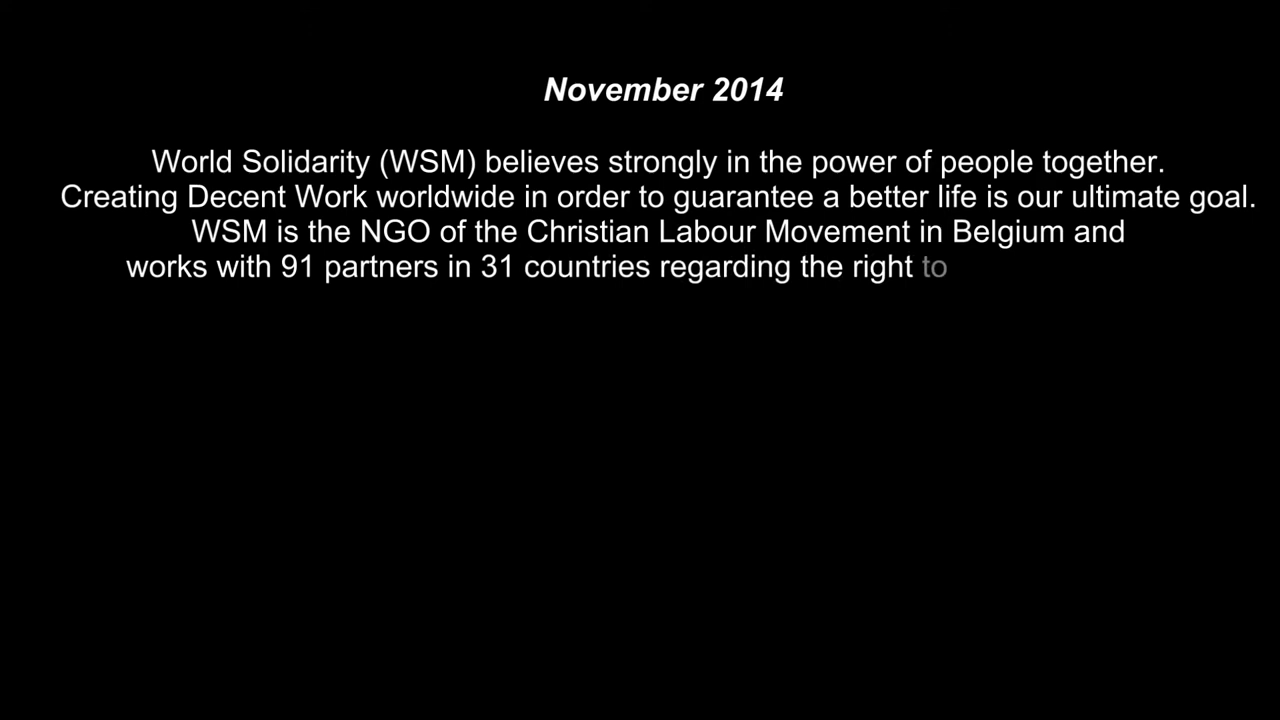 November 2014
World Solidarity (WSM) believes strongly in the power of people together.
Creating Decent Work worldwide in order to guarantee a better life is our ultimate goal.
WSM is the NGO of the Christian Labour Movement in Belgium and
works with 91 partners in 31 countries regarding the right to